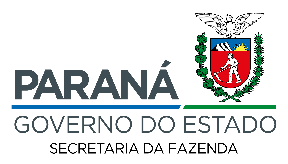 PARANÁ
GOVERNO DO ESTADO
SECRETARIA DA FAZENDA